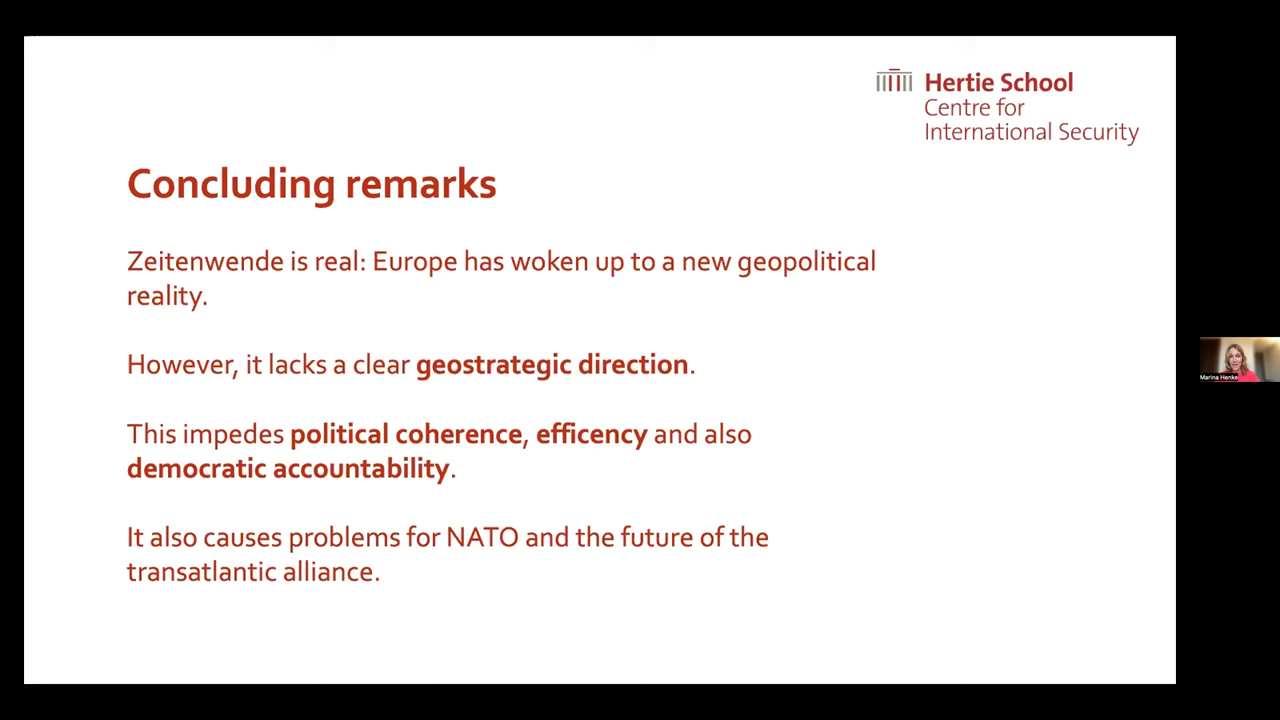 Hertie School
Centre for
International Security
Concluding remarks
Zeitenwende is real: Europe has woken up to a new geopolitical
reality.
However, it lacks a clear geostrategic direction.
This impedes political coherence, efficency and also
democratic accountability.
It also causes problems for NATO and the future of the
transatlantic alliance.
Marina Henke